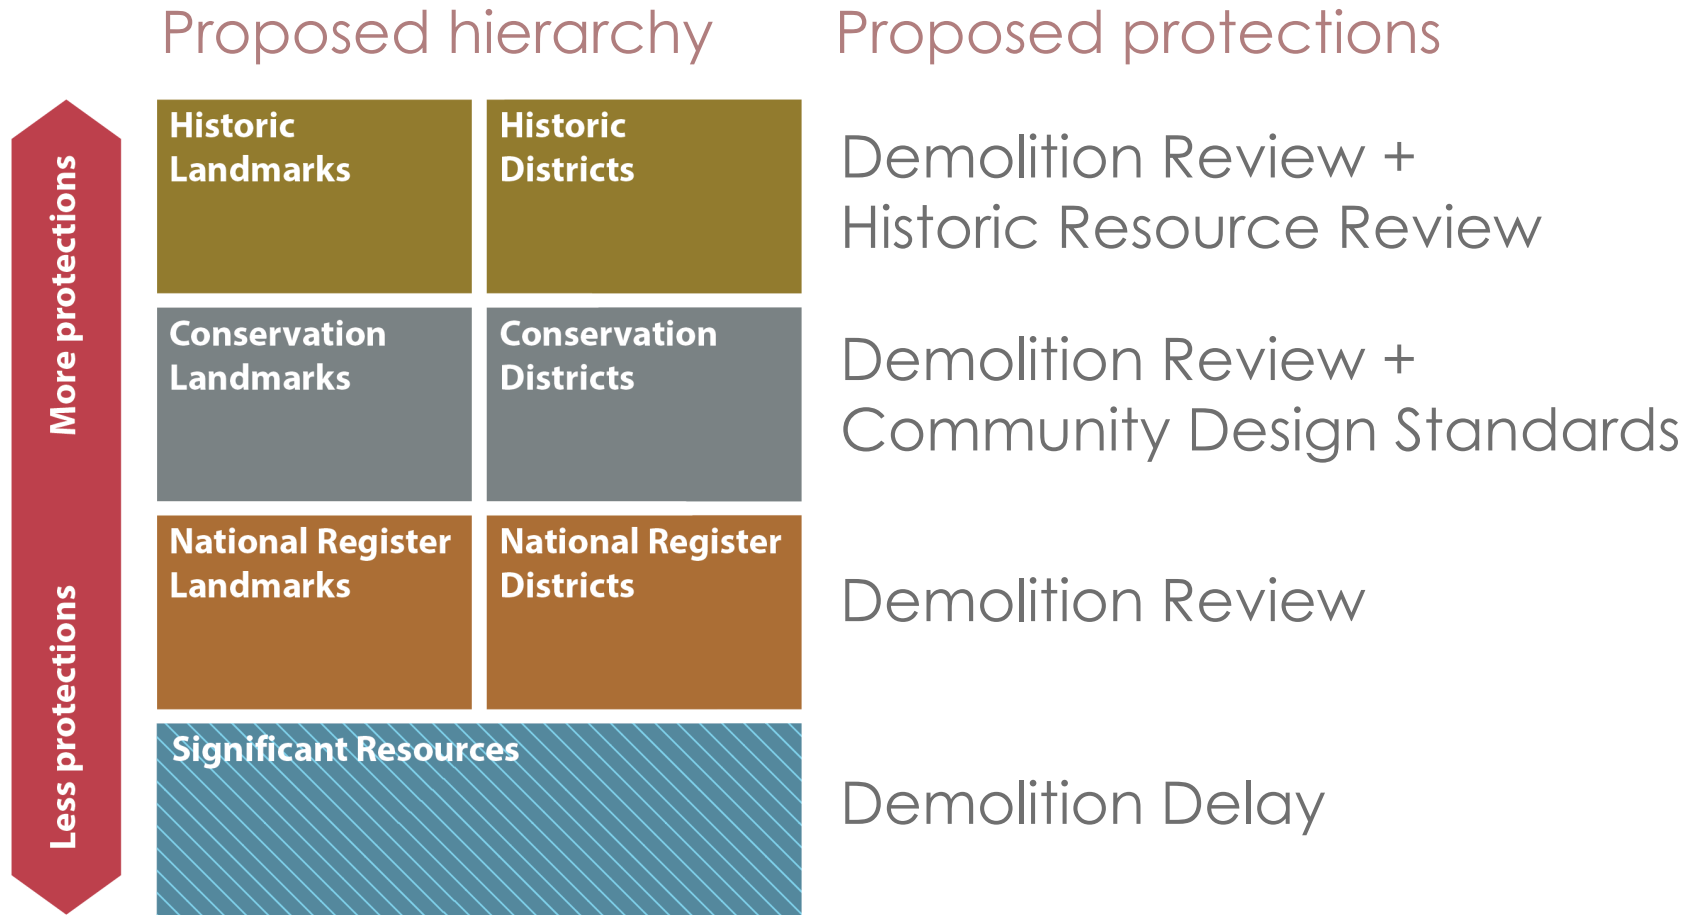 Proposed hierarchy
Proposed protections
More protections
Less protections
Historic
Landmarks
Historic
Districts
Demolition Review +
Historic Resource Review
Conservation
Landmarks
Conservation
Districts
Demolition Review +
Community Design Standards
National Register
Landmarks
National Register
Districts
Demolition Review
Significant Resources
Demolition Delay